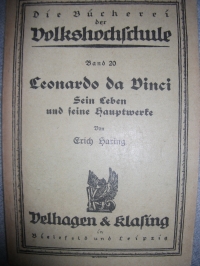 Die Bücherei
der
Volkshochschule
Band 20
Leonardo da Vinci
Sein Leben
und seine Hauptwerke
Von
Erich Haring
Velhagen & Klasing
in
Bielefeld und Leipzig